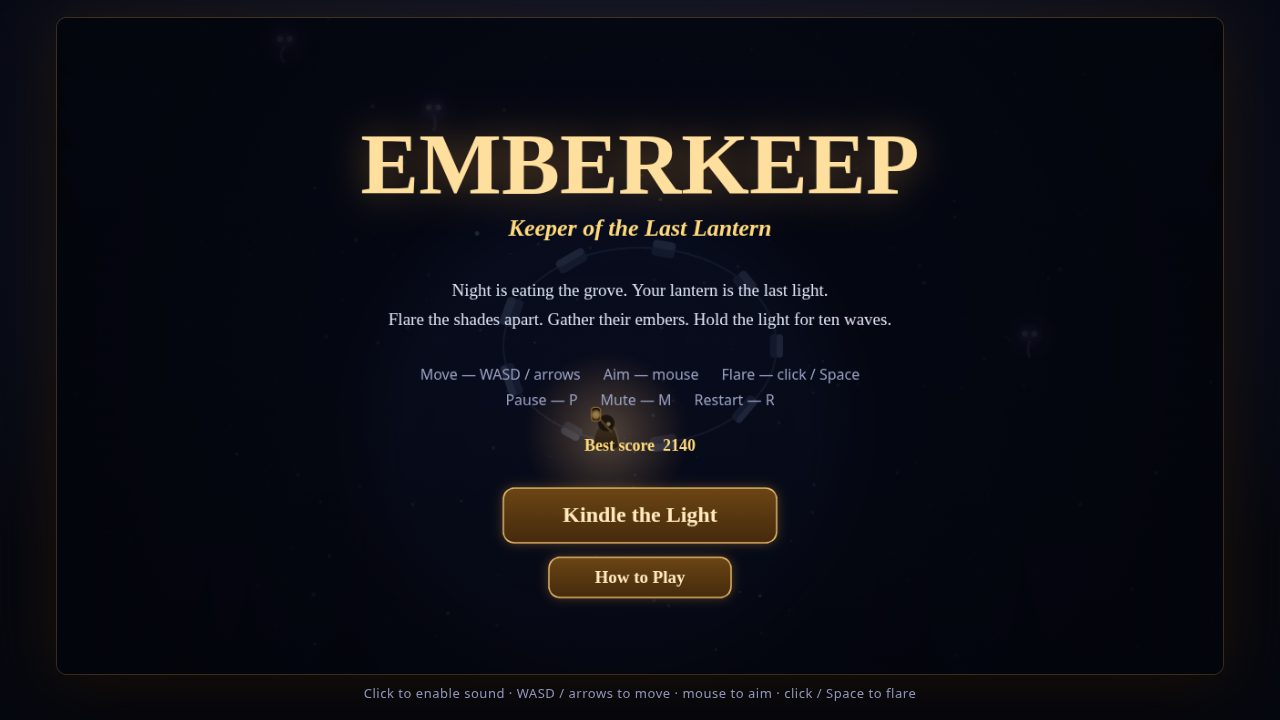 EMBERKEEP
Keeper of the Last Lantern
Night is eating the grove. Your lantern is the last light.
Flare the shades apart. Gather their embers. Hold the light for ten waves.
Move — WASD / arrows Aim — mouse Flare — click / Space
Pause — P Mute — M Restart — R
Best score 2140
Kindle the Light
How to Play
Click to enable sound · WASD / arrows to move · mouse to aim · click / Space to flare